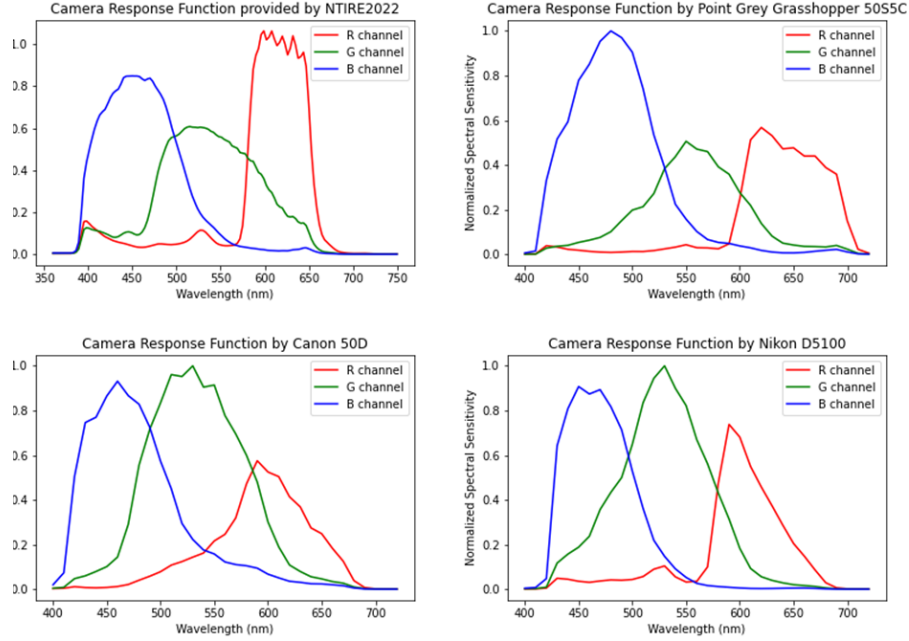 Camera Response Function provided by NTIRE2022
1.0
0.8
0.6
0.4
0.2
0.0
R channel
G channel
B channel
350 400 450 500 550 600 650 700 750
Wavelength (nm)
Camera Response Function by Point Grey Grasshopper 50S5C
Normalized Spectral Sensitivity
1.0
0.8
0.6
0.4
0.2
0.0
R channel
G channel
B channel
400 450 500 550 600 650 700
Wavelength (nm)
Camera Response Function by Canon 50D
1.0
0.8
0.6
0.4
0.2
0.0
R channel
G channel
B channel
400 450 500 550 600 650 700
Wavelength (nm)
Camera Response Function by Nikon D5100
Normalized Spectral Sensitivity
1.0
0.8
0.6
0.4
0.2
0.0
R channel
G channel
B channel
400 450 500 550 600 650 700
Wavelength (nm)